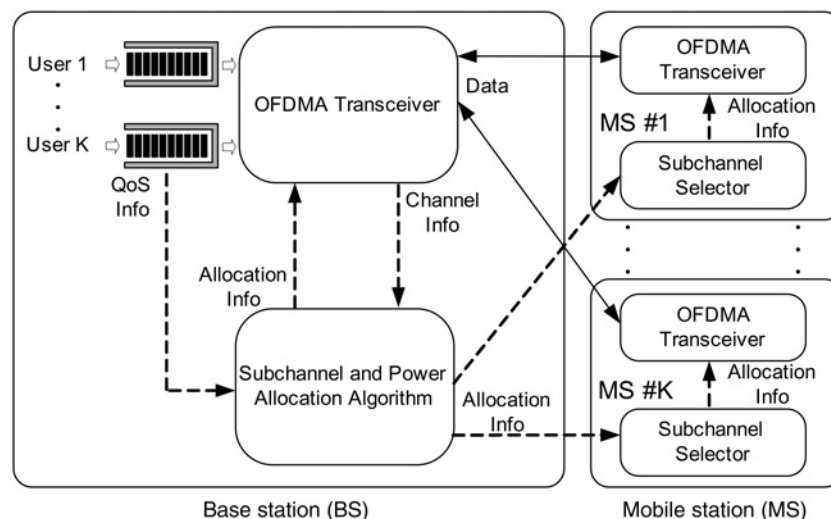 User 1
User K
QoS
Info
OFDMA Transceiver
Data
Channel
Info
Allocation
Info
Subchannel and Power
Allocation Algorithm
Allocation
Info
Base station (BS)
OFDMA
Transceiver
Allocation
Info
MS #1
Subchannel
Selector
OFDMA
Transceiver
Allocation
Info
MS #K
Subchannel
Selector
Mobile station (MS)